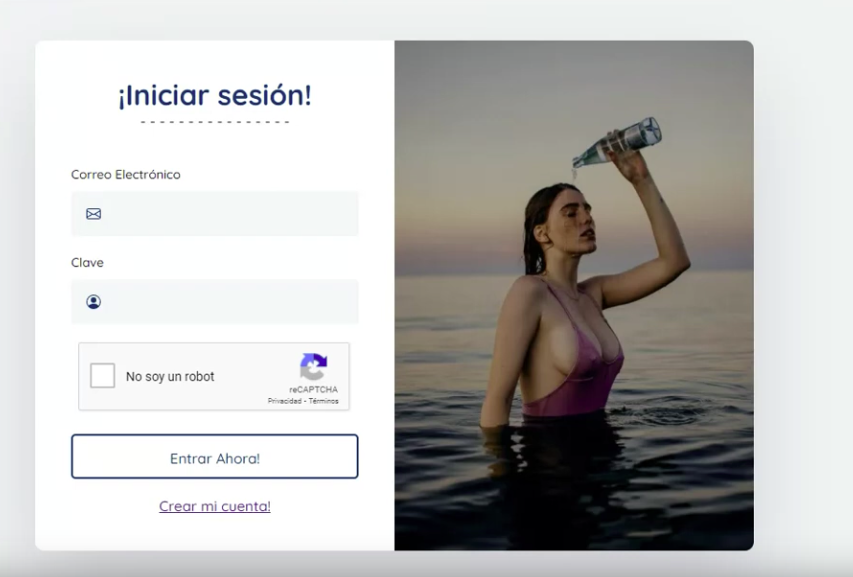 ¡Iniciar sesión!
Correo Electrónico
Clave
No soy un robot
reCAPTCHA
Privacidad - Términos
Entrar Ahora!
Crear mi cuenta!